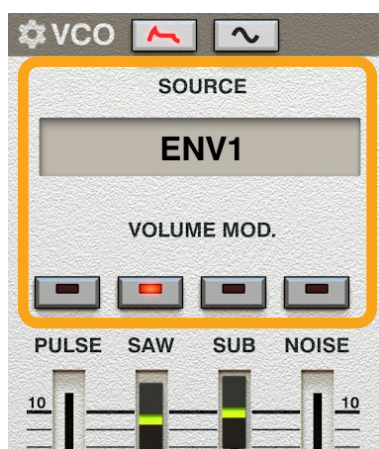 VCO
SOURCE
ENV1
VOLUME MOD.
PULSE SAW SUB NOISE
10 10